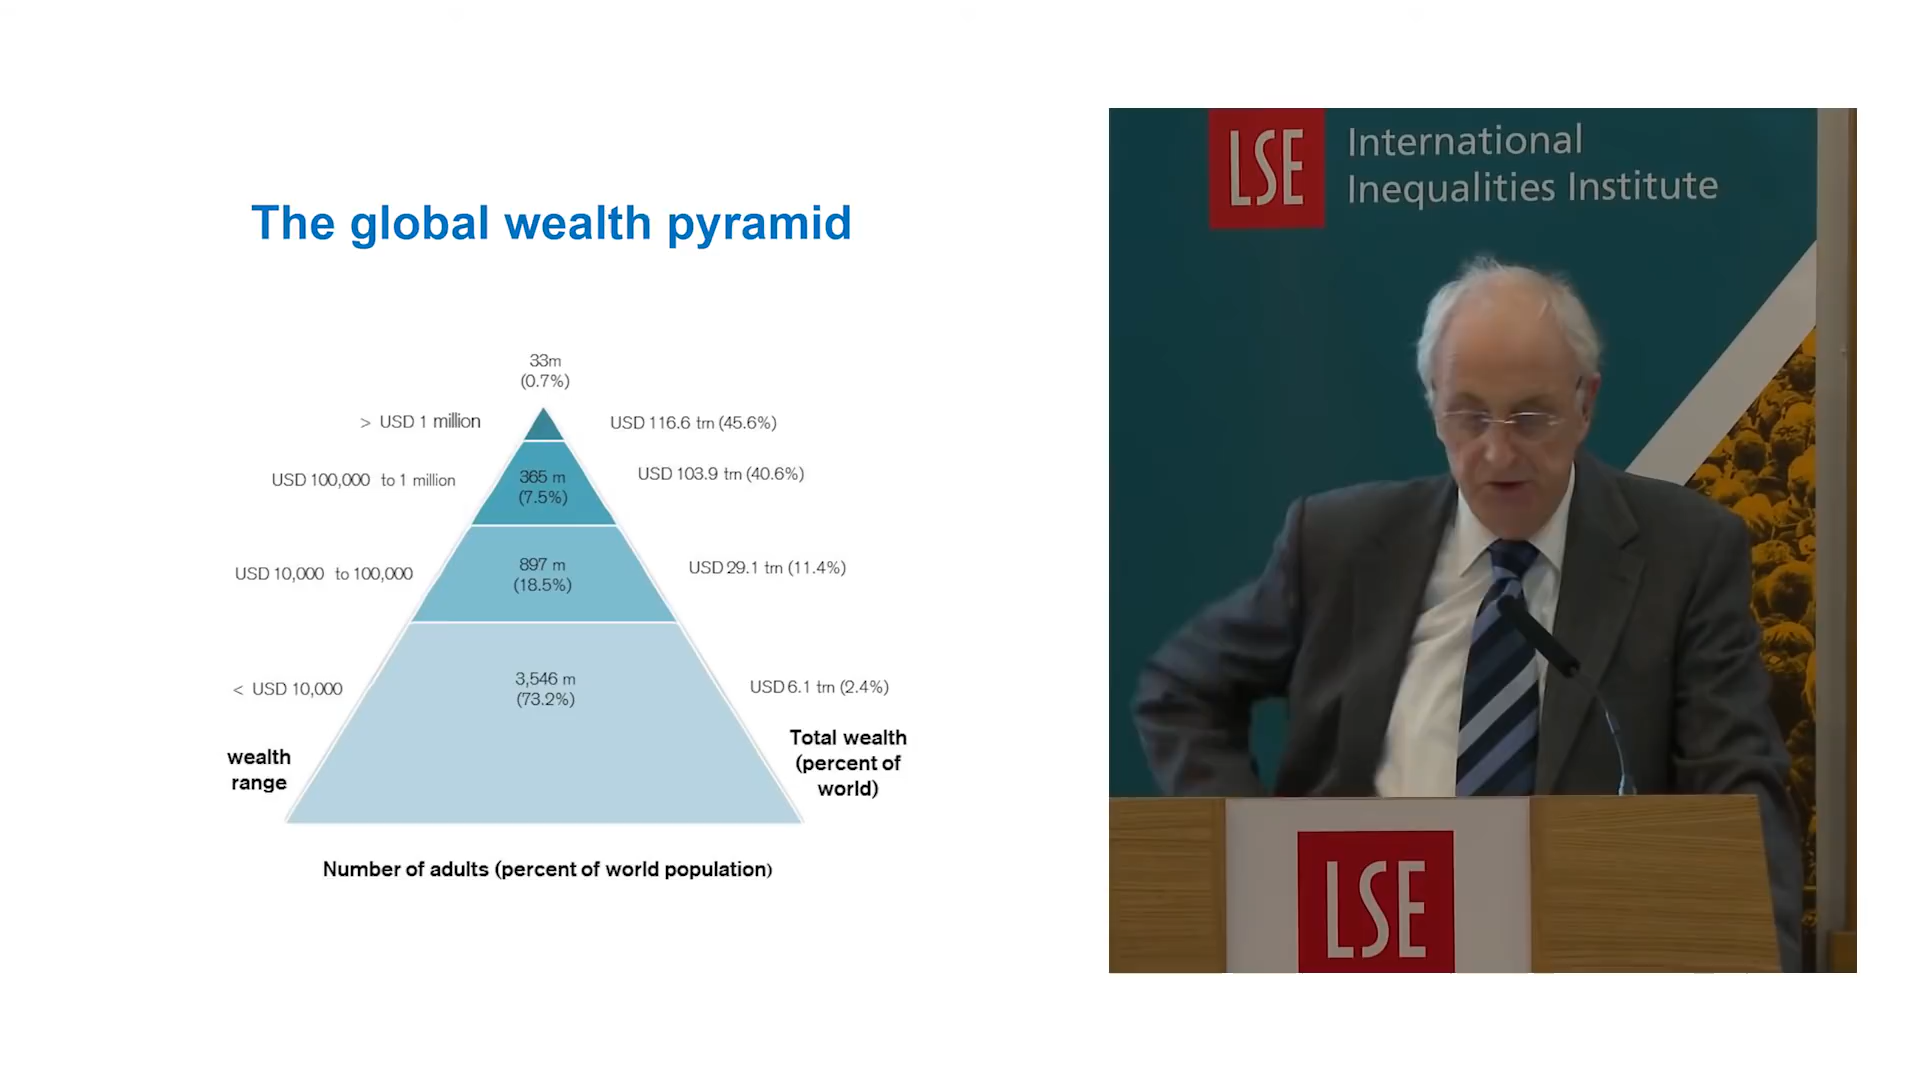 The global wealth pyramid
33m
(0.7%)
> USD 1 million
USD 116.6 trn (45.6%)
365 m
(7.5%)
USD 100,000 to 1 million
USD 103.9 trn (40.6%)
897 m
(18.5%)
USD 10,000 to 100,000
USD 29.1 trn (11.4%)
3,546 m
(73.2%)
< USD 10,000
USD 6.1 trn (2.4%)
wealth
range
Total wealth
(percent of
world)
Number of adults (percent of world population)
LSE
International
Inequalities Institute
LSE